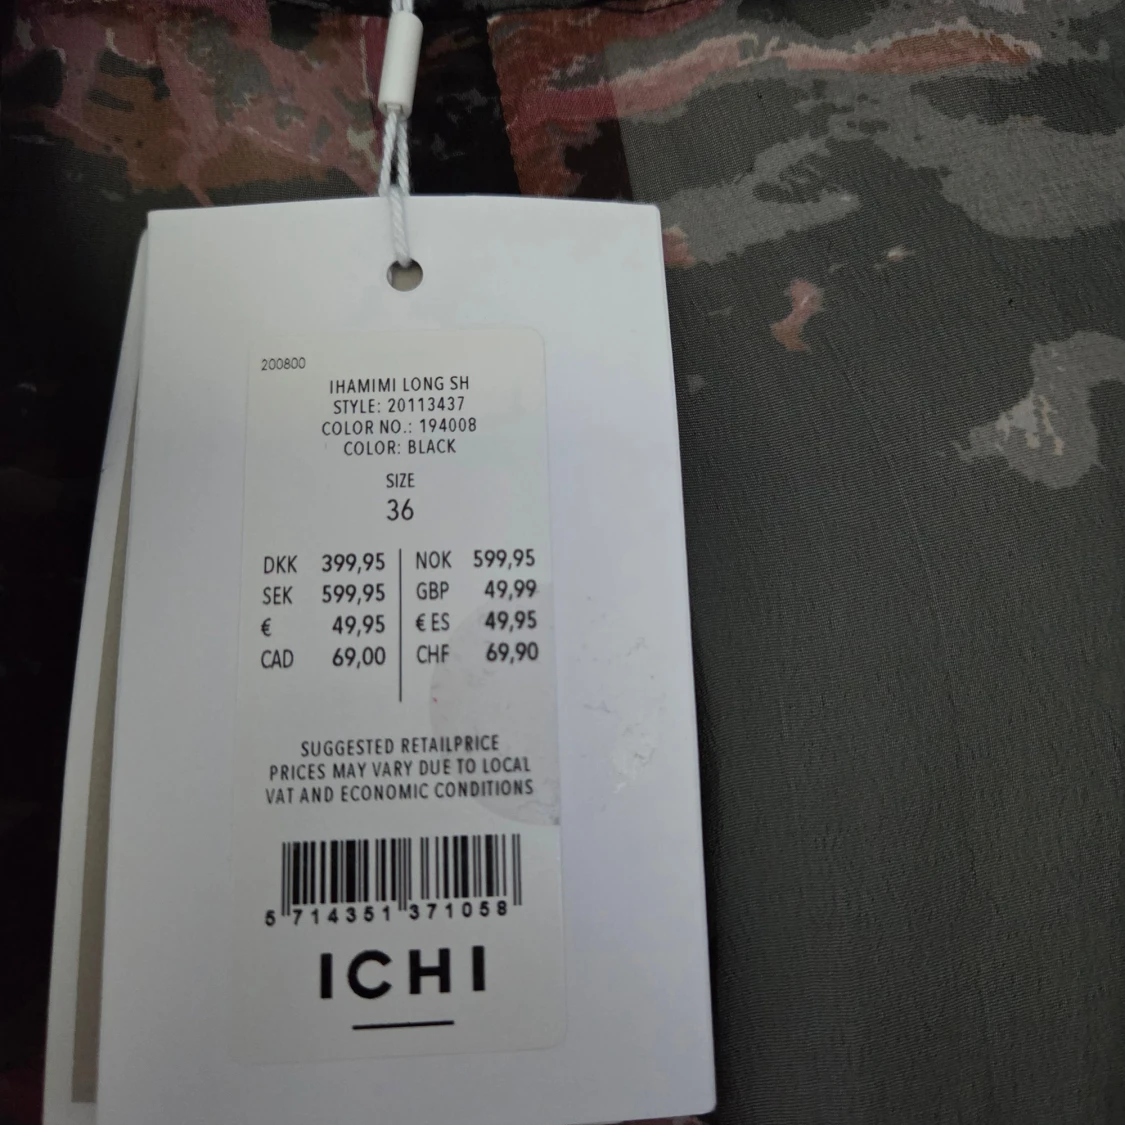 200800
IHAMIMI LONG SH
STYLE: 20113437
COLOR NO.: 194008
COLOR: BLACK
SIZE
36
DKK 399,95 NOK 599,95
SEK 599,95 GBP 49,99
€ 49,95 € ES 49,95
CAD 69,00 CHF 69,90
SUGGESTED RETAILPRICE
PRICES MAY VARY DUE TO LOCAL
VAT AND ECONOMIC CONDITIONS
5 714351 371058
ICHI